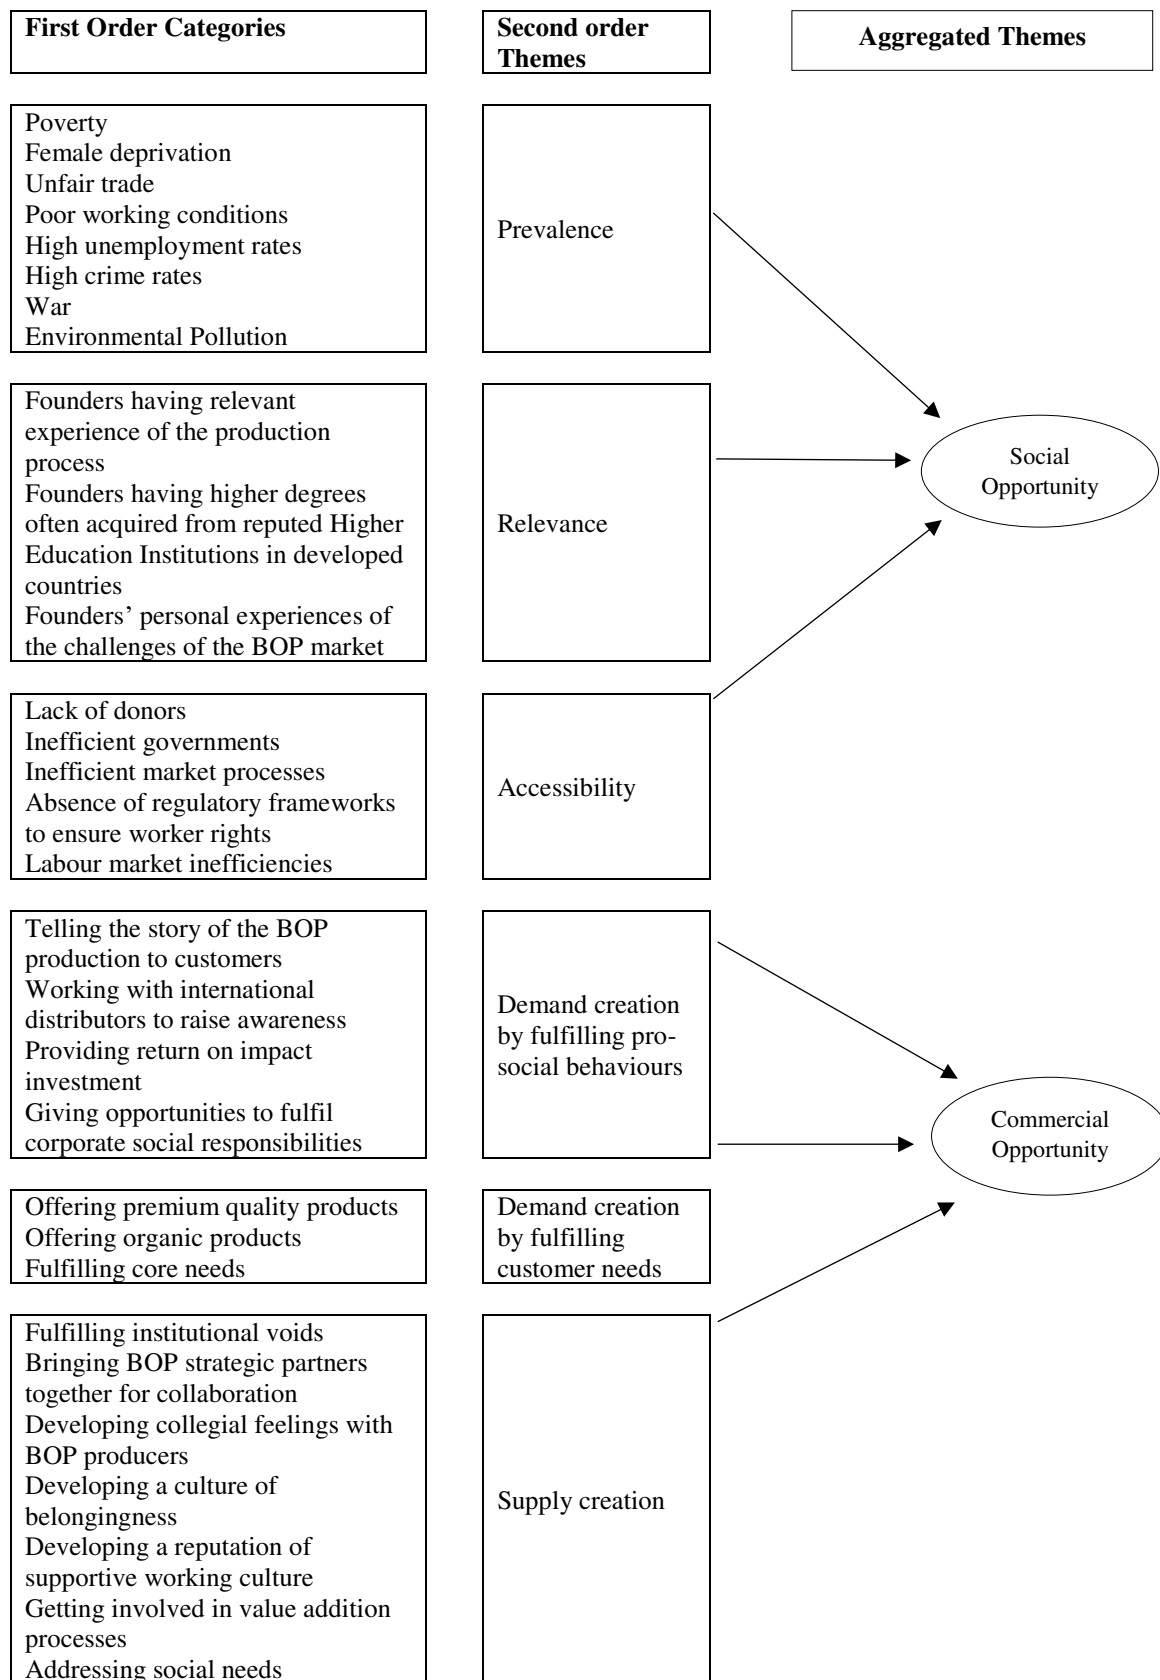 First Order Categories
Second order
Themes
Aggregated Themes
Poverty
Female deprivation
Unfair trade
Poor working conditions
High unemployment rates
High crime rates
War
Environmental Pollution
Prevalence
Founders having relevant
experience of the production
process
Founders having higher degrees
often acquired from reputed Higher
Education Institutions in developed
countries
Founders’ personal experiences of
the challenges of the BOP market
Relevance
Social
Opportunity
Lack of donors
Inefficient governments
Inefficient market processes
Absence of regulatory frameworks
to ensure worker rights
Labour market inefficiencies
Accessibility
Telling the story of the BOP
production to customers
Working with international
distributors to raise awareness
Providing return on impact
investment
Giving opportunities to fulfil
corporate social responsibilities
Demand creation
by fulfilling pro-
social behaviours
Commercial
Opportunity
Offering premium quality products
Offering organic products
Fulfilling core needs
Demand creation
by fulfilling
customer needs
Fulfilling institutional voids
Bringing BOP strategic partners
together for collaboration
Developing collegial feelings with
BOP producers
Developing a culture of
belongingness
Developing a reputation of
supportive working culture
Getting involved in value addition
processes
Addressing social needs
Supply creation